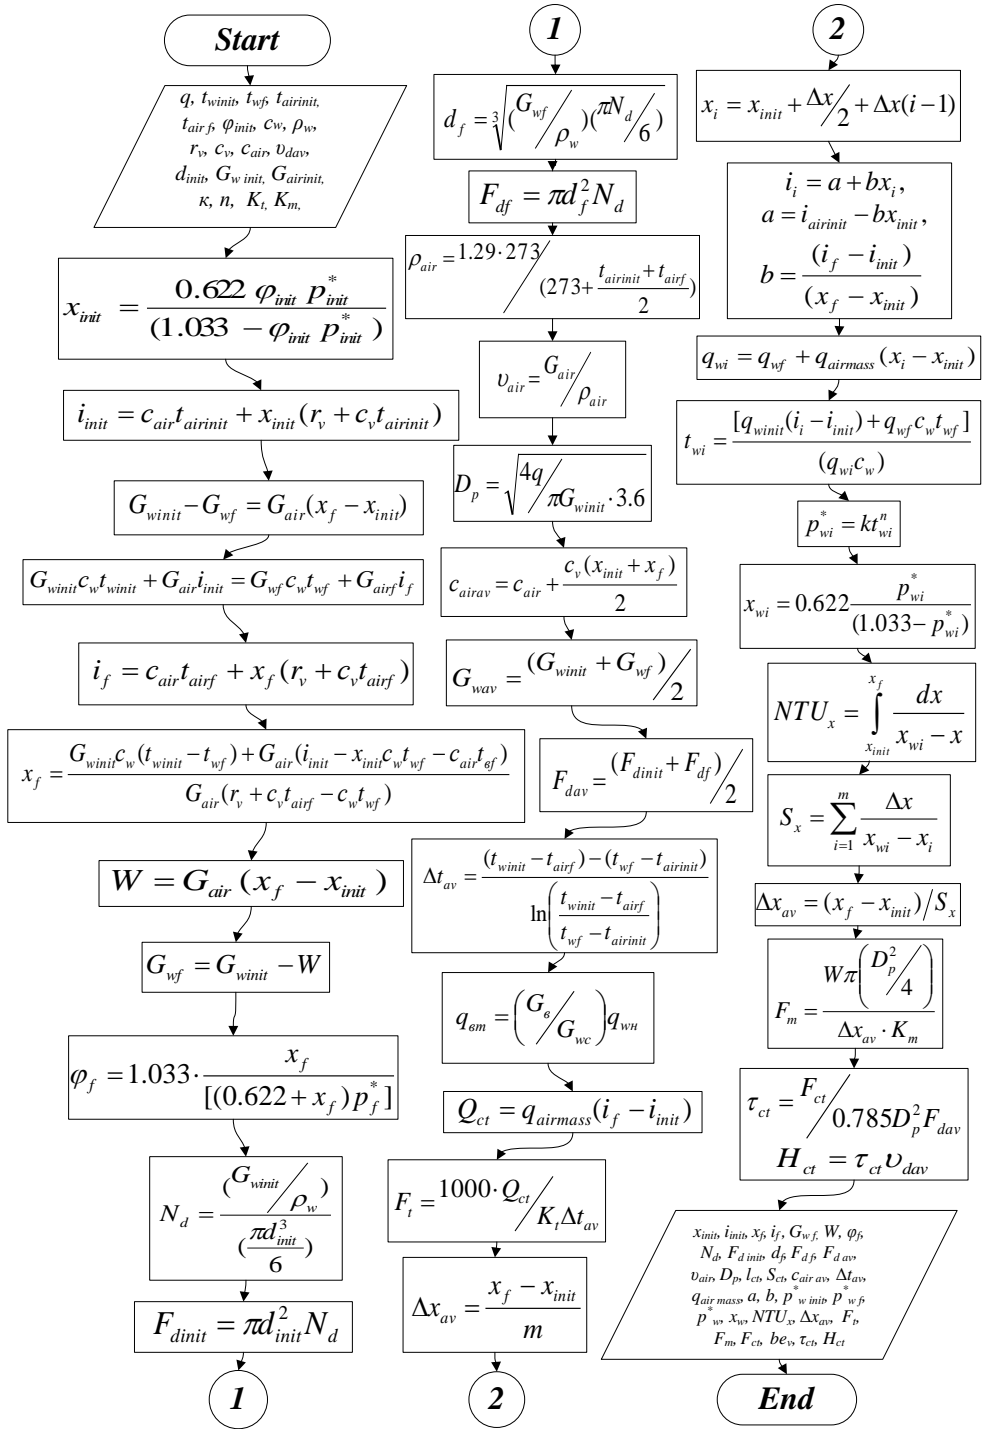 Start
q, t_winit, t_wf, t_airinit,
t_air f, φ_init, c_w, ρ_w,
r_v, c_v, c_air, υ_dav,
d_init, G_w init, G_airinit,
κ, n, K_t, K_m,
x_init = 0.622 φ_init p*_init / (1.033 − φ_init p*_init)
i_init = c_air t_airinit + x_init (r_v + c_v t_airinit)
G_winit − G_wf = G_air (x_f − x_init)
G_winit c_w t_winit + G_air i_init = G_wf c_w t_wf + G_airf i_f
i_f = c_air t_airf + x_f (r_v + c_v t_airf)
x_f = G_winit c_w (t_winit − t_wf) + G_air (i_init − x_init c_w t_wf − c_air t_вf) / G_air (r_v + c_v t_airf − c_w t_wf)
W = G_air (x_f − x_init)
G_wf = G_winit − W
φ_f = 1.033 · x_f / [(0.622 + x_f) p*_f]
N_d = (G_winit / ρ_w) / (πd³_init / 6)
F_dinit = πd²_init N_d
1
1
d_f = ∛(G_wf / ρ_w)(πN_d / 6)
F_df = πd²_f N_d
ρ_air = 1.29 · 273 / (273 + t_airinit + t_airf / 2)
υ_air = G_air / ρ_air
D_p = √4q / πG_winit · 3.6
c_airav = c_air + c_v (x_init + x_f) / 2
G_wav = (G_winit + G_wf) / 2
F_dav = (F_dinit + F_df) / 2
Δt_av = (t_winit − t_airf) − (t_wf − t_airinit) / ln(t_winit − t_airf / t_wf − t_airinit)
q_вт = (G_в / G_wc) q_wн
Q_ct = q_airmass (i_f − i_init)
F_t = 1000 · Q_ct / K_t Δt_av
Δx_av = x_f − x_init / m
2
2
x_i = x_init + Δx / 2 + Δx(i − 1)
i_i = a + bx_i,
a = i_airinit − bx_init,
b = (i_f − i_init) / (x_f − x_init)
q_wi = q_wf + q_airmass (x_i − x_init)
t_wi = [q_winit (i_i − i_init) + q_wf c_w t_wf] / (q_wi c_w)
p*_wi = kt^n_wi
x_wi = 0.622 p*_wi / (1.033 − p*_wi)
NTU_x = ∫_x_init^x_f dx / x_wi − x
S_x = ∑_i=1^m Δx / x_wi − x_i
Δx_av = (x_f − x_init) / S_x
F_m = Wπ(D²_p / 4) / Δx_av · K_m
τ_ct = F_ct / 0.785D²_p F_dav
H_ct = τ_ct υ_dav
x_init, i_init, x_f, i_f, G_w f, W, φ_f,
N_d, F_d init, d_f, F_d f, F_d av,
υ_air, D_p, l_ct, S_ct, c_air av, Δt_av,
q_air mass, a, b, p*_w init, p*_w f,
p*_w, x_w, NTU_x, Δx_av, F_t,
F_m, F_ct, be_v, τ_ct, H_ct
End